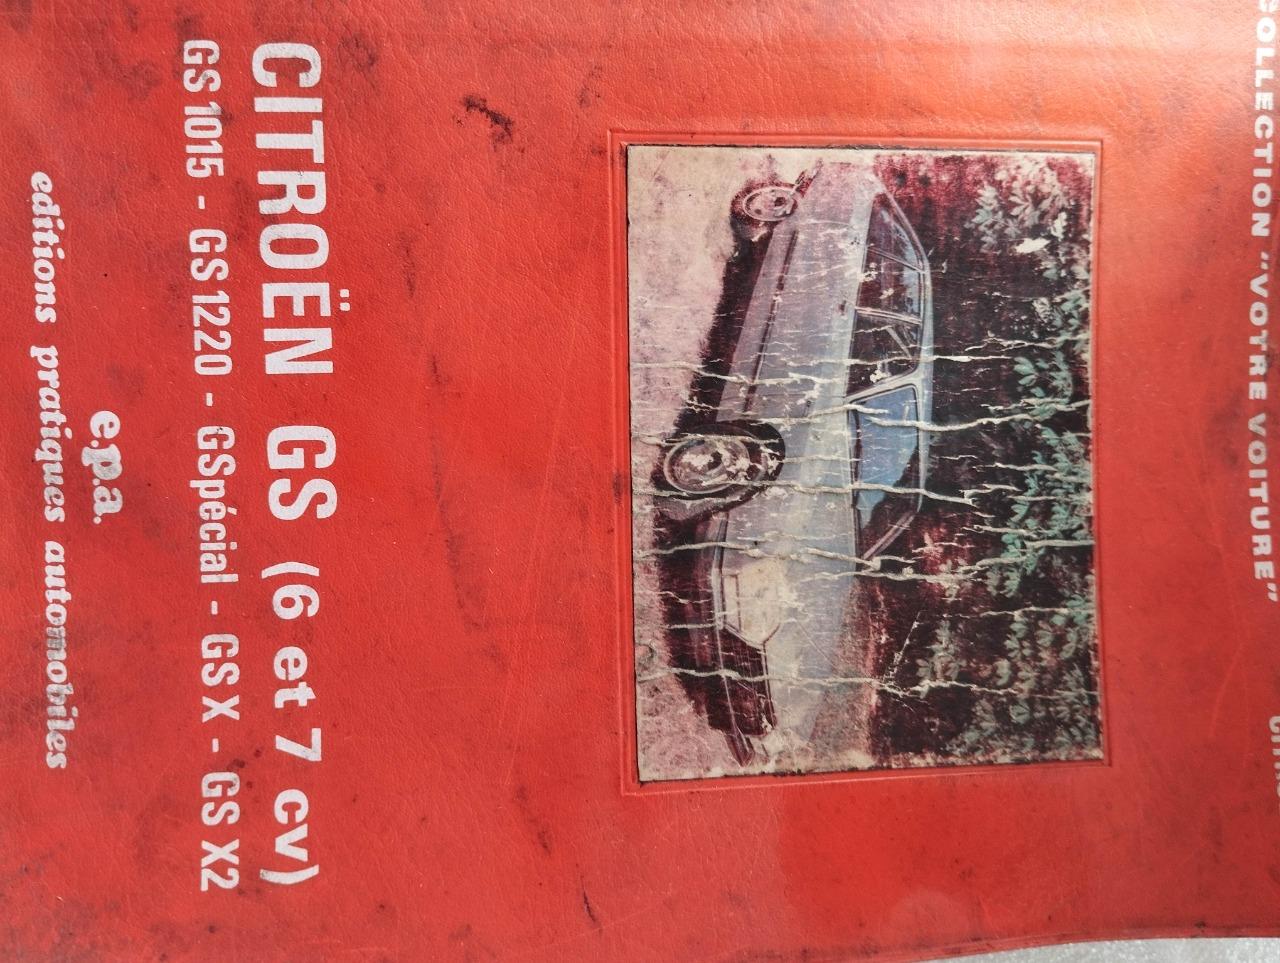 COLLECTION "VOTRE VOITURE"
CITROËN GS (6 et 7 cv)
GS 1015 - GS 1220 - GSpécial - GS X - GS X2
e.p.a.
editions pratiques automobiles